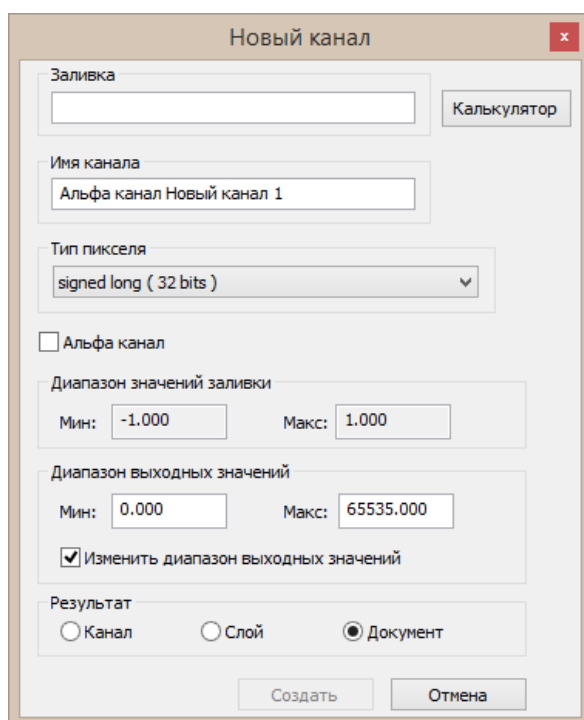 Новый канал
x
Заливка
Калькулятор
Имя канала
Альфа канал Новый канал 1
Тип пикселя
signed long ( 32 bits )
Альфа канал
Диапазон значений заливки
Мин: -1.000 Макс: 1.000
Диапазон выходных значений
Мин: 0.000 Макс: 65535.000
Изменить диапазон выходных значений
Результат
Канал Слой Документ
Создать Отмена